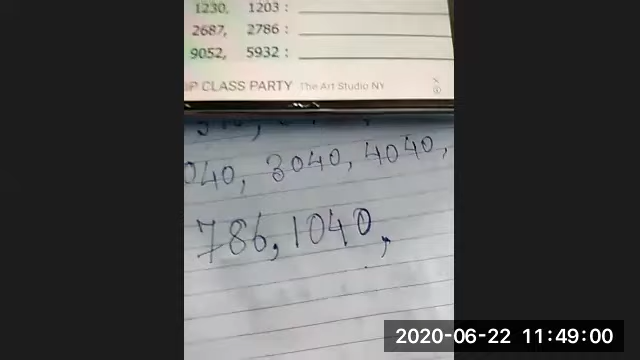 1230, 1203 :
2687, 2786 :
9052, 5932 :
CLASS PARTY The Art Studio NY
040, 3040, 4040,
786, 1040,
2020-06-22 11:49:00